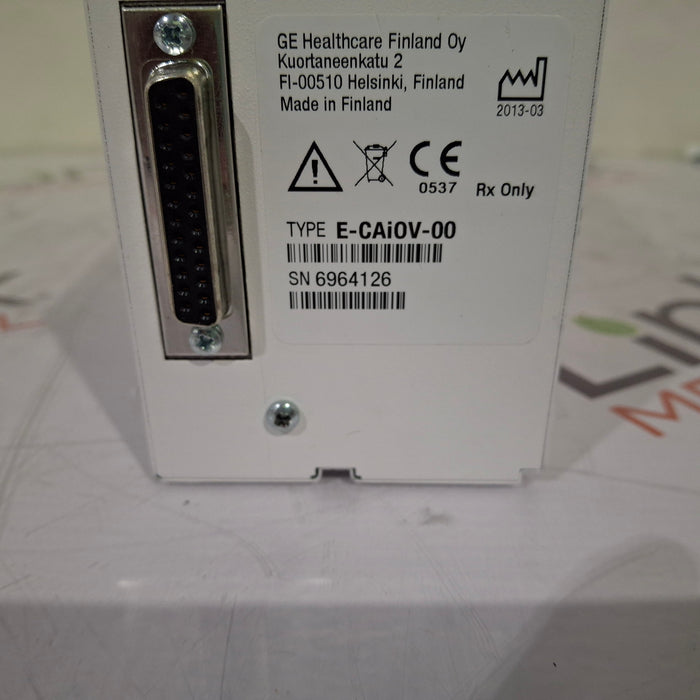 GE Healthcare Finland Oy
Kuortaneenkatu 2
FI-00510 Helsinki, Finland
Made in Finland
2013-03
CE
0537
Rx Only
TYPE E-CAiOV-00
SN 6964126